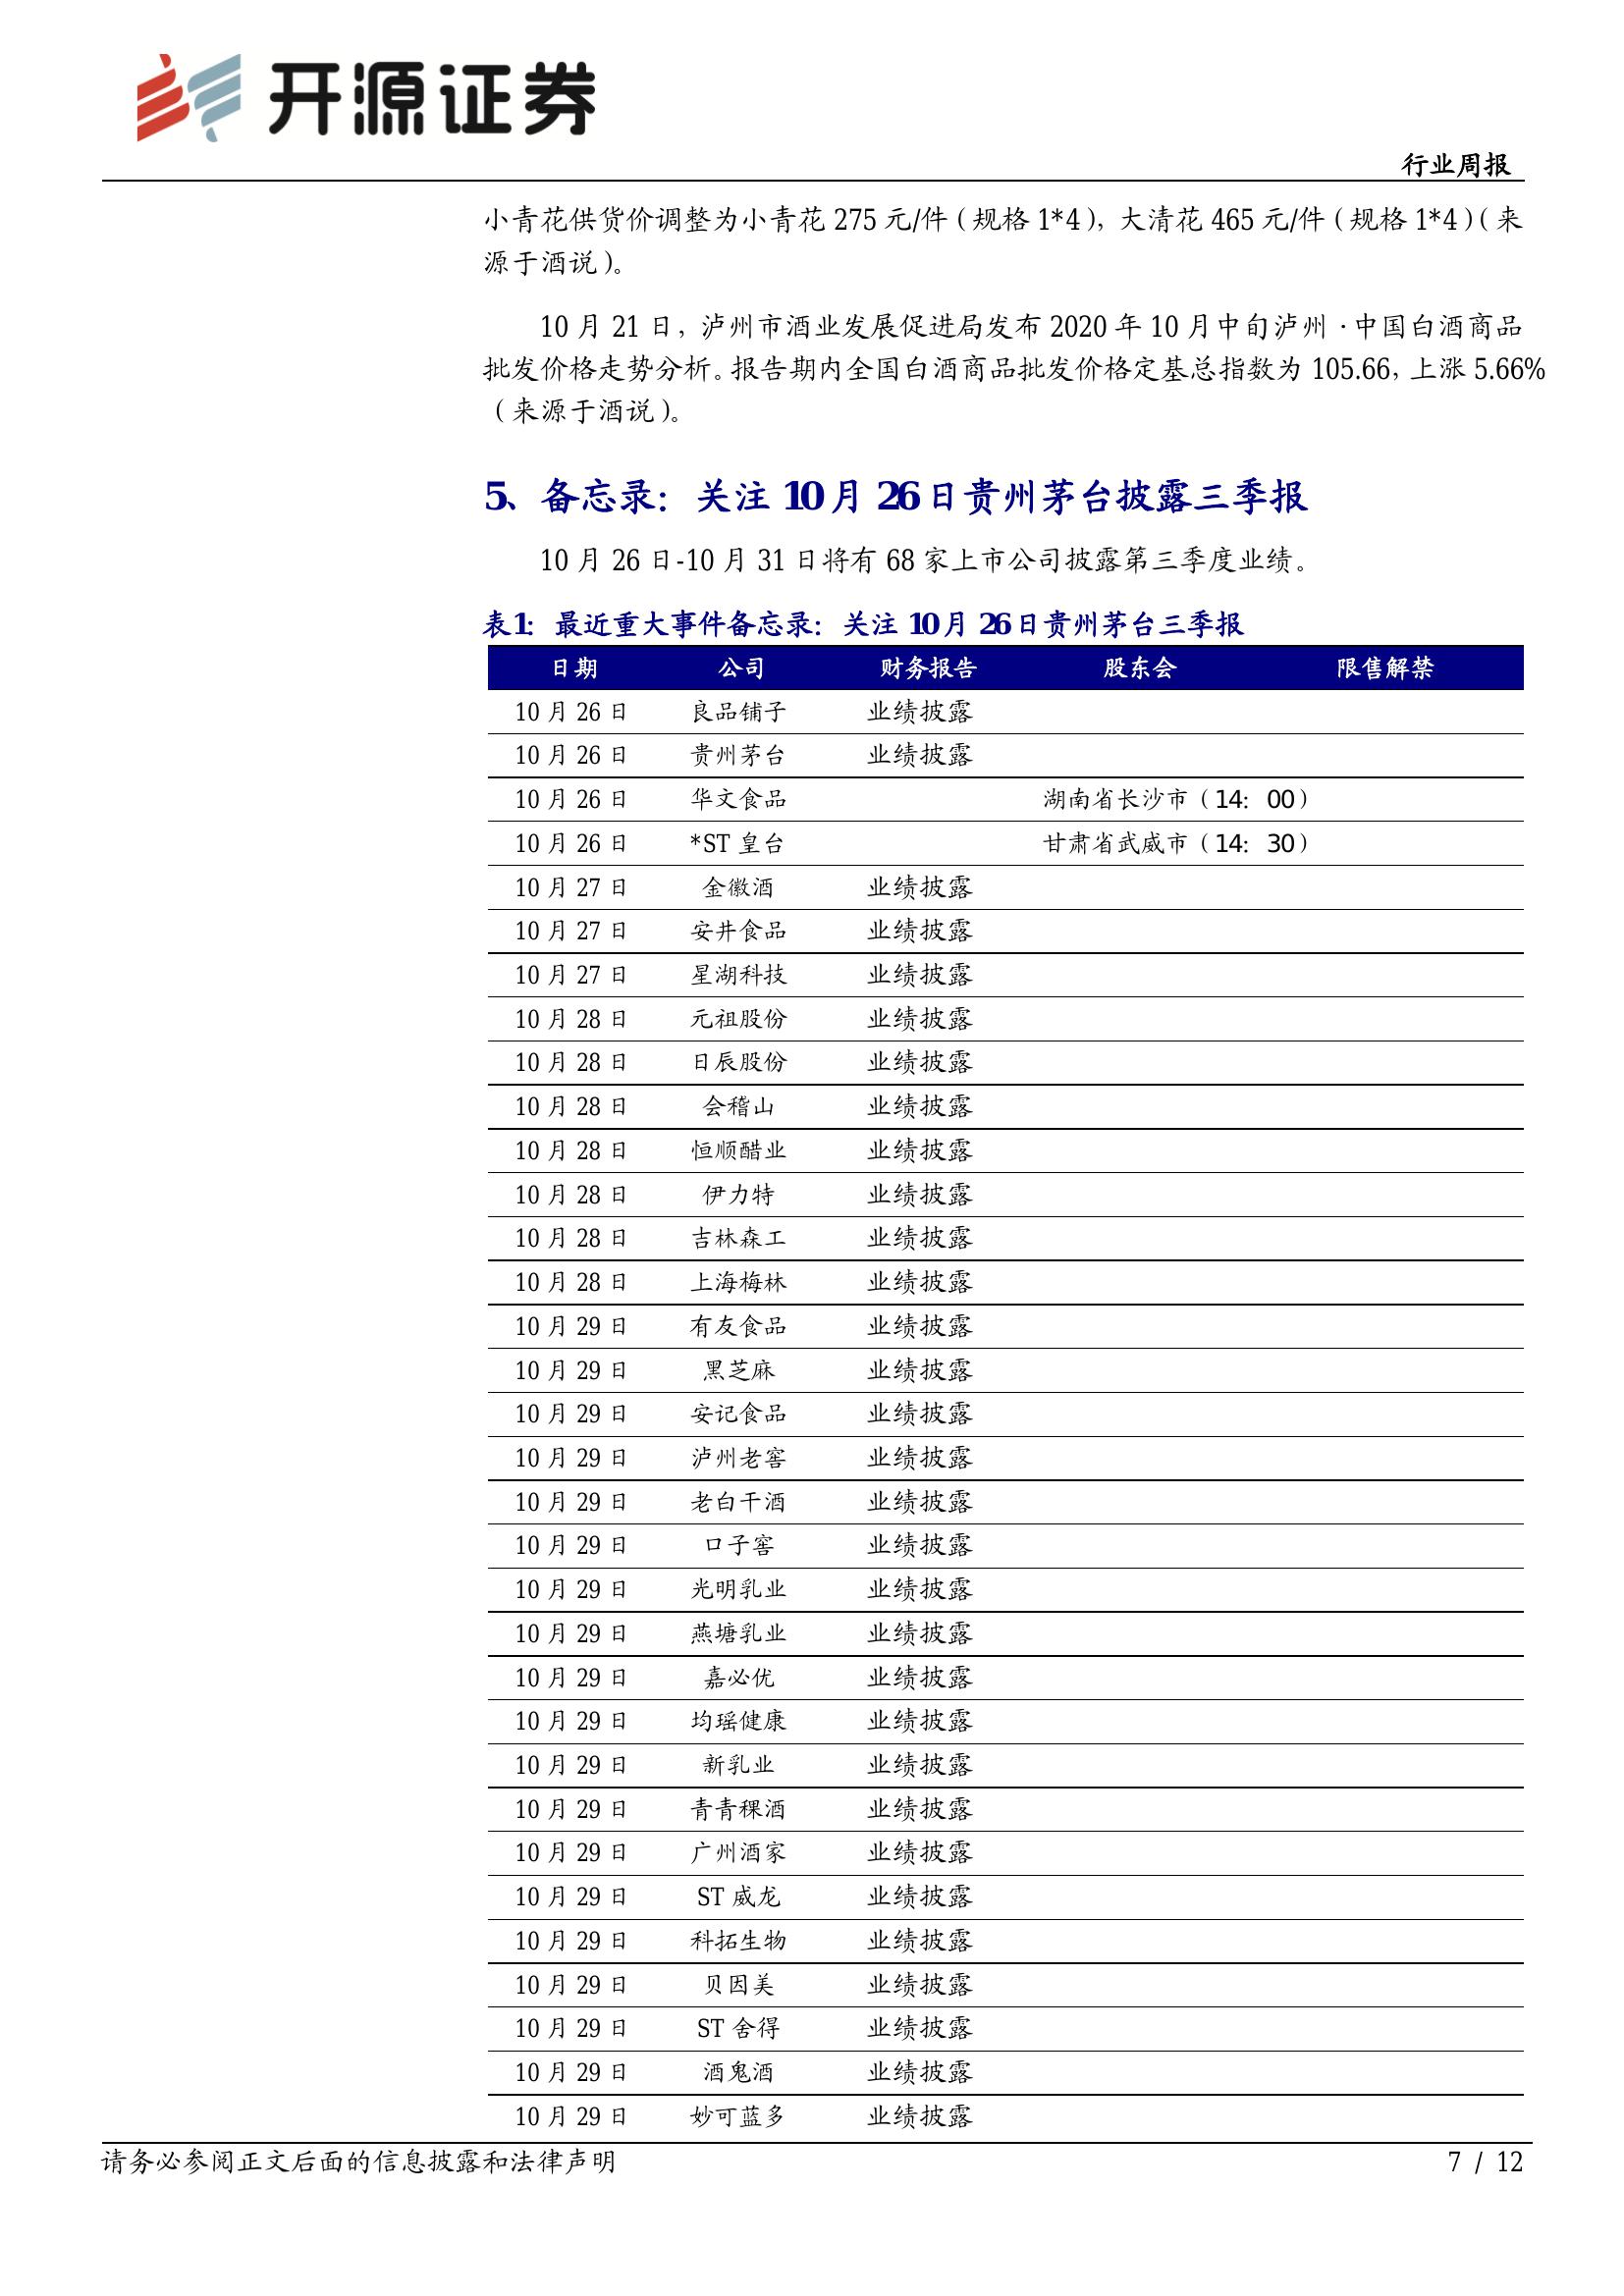 开源证券
行业周报
小青花供货价调整为小青花 275 元/件（规格 1*4），大清花 465 元/件（规格 1*4）（来
源于酒说）。
10 月 21 日，泸州市酒业发展促进局发布 2020 年 10 月中旬泸州·中国白酒商品
批发价格走势分析。报告期内全国白酒商品批发价格定基总指数为 105.66，上涨 5.66%
（来源于酒说）。
5、备忘录：关注 10 月 26 日贵州茅台披露三季报
10 月 26 日-10 月 31 日将有 68 家上市公司披露第三季度业绩。
表1：最近重大事件备忘录：关注 10 月 26 日贵州茅台三季报
日期 公司 财务报告 股东会 限售解禁
10 月 26 日 良品铺子 业绩披露
10 月 26 日 贵州茅台 业绩披露
10 月 26 日 华文食品 湖南省长沙市（14：00）
10 月 26 日 *ST 皇台 甘肃省武威市（14：30）
10 月 27 日 金徽酒 业绩披露
10 月 27 日 安井食品 业绩披露
10 月 27 日 星湖科技 业绩披露
10 月 28 日 元祖股份 业绩披露
10 月 28 日 日辰股份 业绩披露
10 月 28 日 会稽山 业绩披露
10 月 28 日 恒顺醋业 业绩披露
10 月 28 日 伊力特 业绩披露
10 月 28 日 吉林森工 业绩披露
10 月 28 日 上海梅林 业绩披露
10 月 29 日 有友食品 业绩披露
10 月 29 日 黑芝麻 业绩披露
10 月 29 日 安记食品 业绩披露
10 月 29 日 泸州老窖 业绩披露
10 月 29 日 老白干酒 业绩披露
10 月 29 日 口子窖 业绩披露
10 月 29 日 光明乳业 业绩披露
10 月 29 日 燕塘乳业 业绩披露
10 月 29 日 嘉必优 业绩披露
10 月 29 日 均瑶健康 业绩披露
10 月 29 日 新乳业 业绩披露
10 月 29 日 青青稞酒 业绩披露
10 月 29 日 广州酒家 业绩披露
10 月 29 日 ST 威龙 业绩披露
10 月 29 日 科拓生物 业绩披露
10 月 29 日 贝因美 业绩披露
10 月 29 日 ST 舍得 业绩披露
10 月 29 日 酒鬼酒 业绩披露
10 月 29 日 妙可蓝多 业绩披露
请务必参阅正文后面的信息披露和法律声明
7 / 12